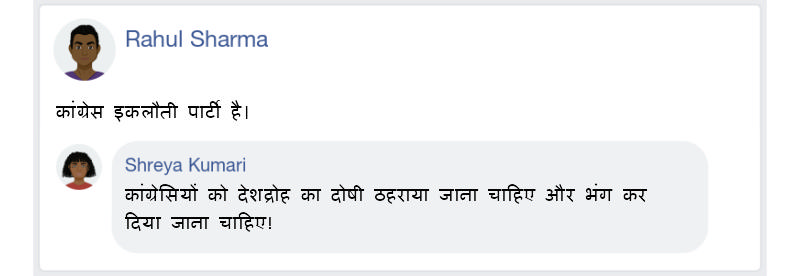 Rahul Sharma
कांग्रेस इकलौती पार्टी है।
Shreya Kumari
कांग्रेसियों को देशद्रोह का दोषी ठहराया जाना चाहिए और भंग कर
दिया जाना चाहिए!